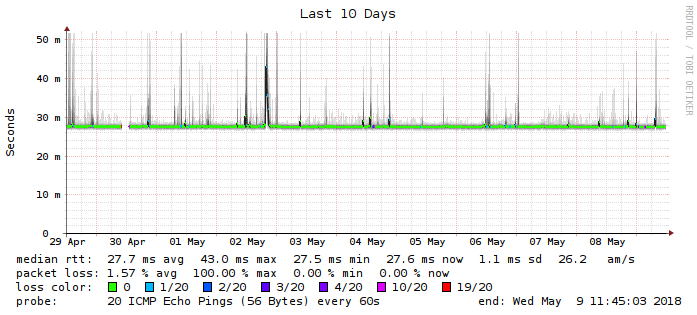 Last 10 Days
RRDTOOL / TOBI OETIKER
Seconds
50 m
40 m
30 m
20 m
10 m
0
29 Apr 30 Apr 01 May 02 May 03 May 04 May 05 May 06 May 07 May 08 May
median rtt: 27.7 ms avg 43.0 ms max 27.5 ms min 27.6 ms now 1.1 ms sd 26.2 am/s
packet loss: 1.57 % avg 100.00 % max 0.00 % min 0.00 % now
loss color: 0 1/20 2/20 3/20 4/20 10/20 19/20
probe: 20 ICMP Echo Pings (56 Bytes) every 60s end: Wed May 9 11:45:03 2018